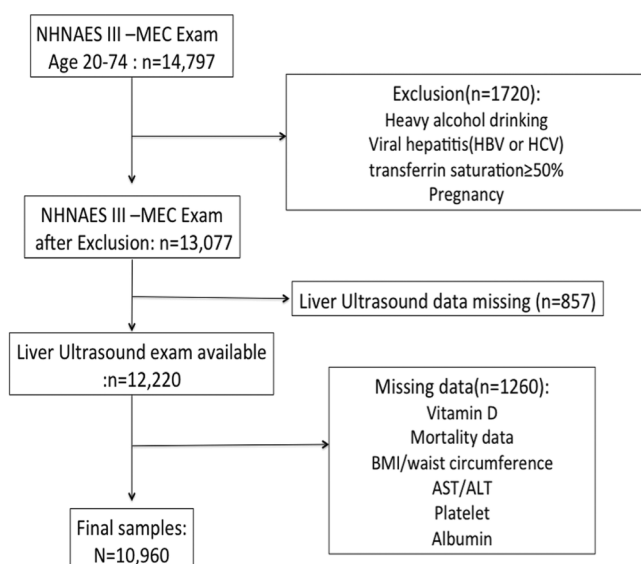 NHNAES III –MEC Exam
Age 20-74 : n=14,797
Exclusion(n=1720):
Heavy alcohol drinking
Viral hepatitis(HBV or HCV)
transferrin saturation≥50%
Pregnancy
NHNAES III –MEC Exam
after Exclusion: n=13,077
Liver Ultrasound data missing (n=857)
Liver Ultrasound exam available
:n=12,220
Missing data(n=1260):
Vitamin D
Mortality data
BMI/waist circumference
AST/ALT
Platelet
Albumin
Final samples:
N=10,960